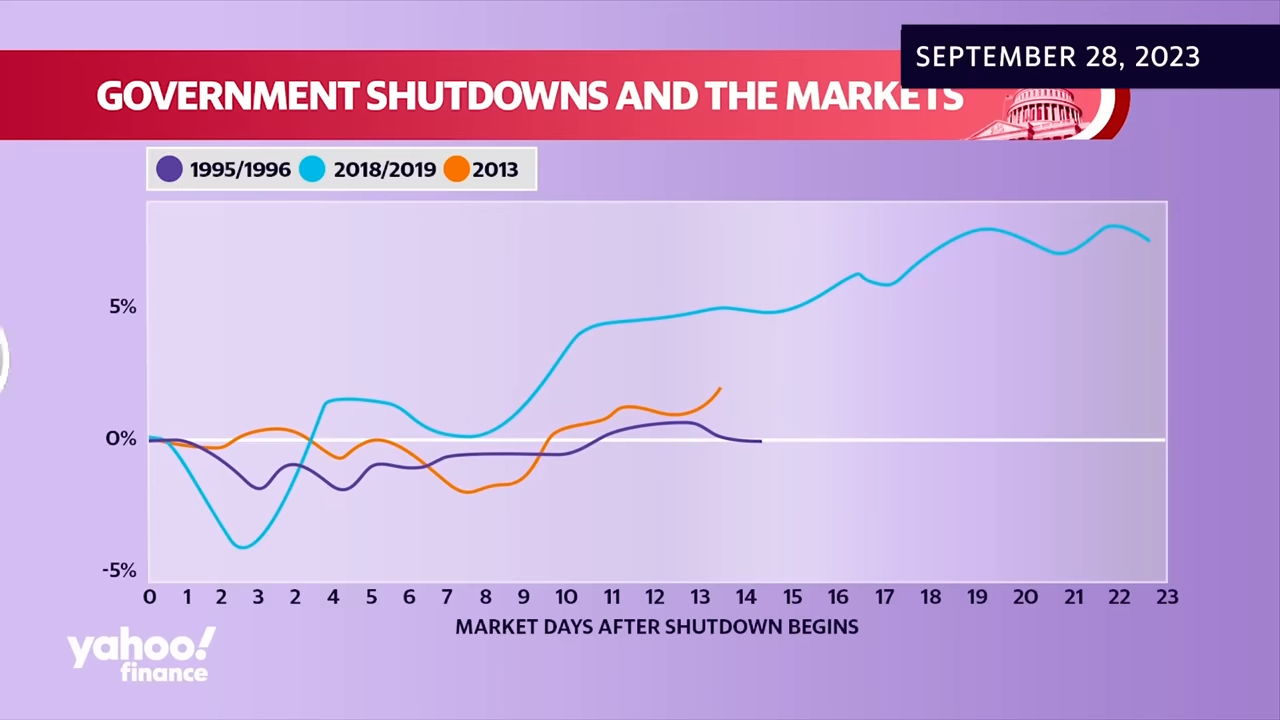 SEPTEMBER 28, 2023
GOVERNMENT SHUTDOWNS AND THE MARKETS
1995/1996 2018/2019 2013
5%
0%
-5%
0 1 2 3 2 4 5 6 7 8 9 10 11 12 13 14 15 16 17 18 19 20 21 22 23
MARKET DAYS AFTER SHUTDOWN BEGINS
yahoo!
finance